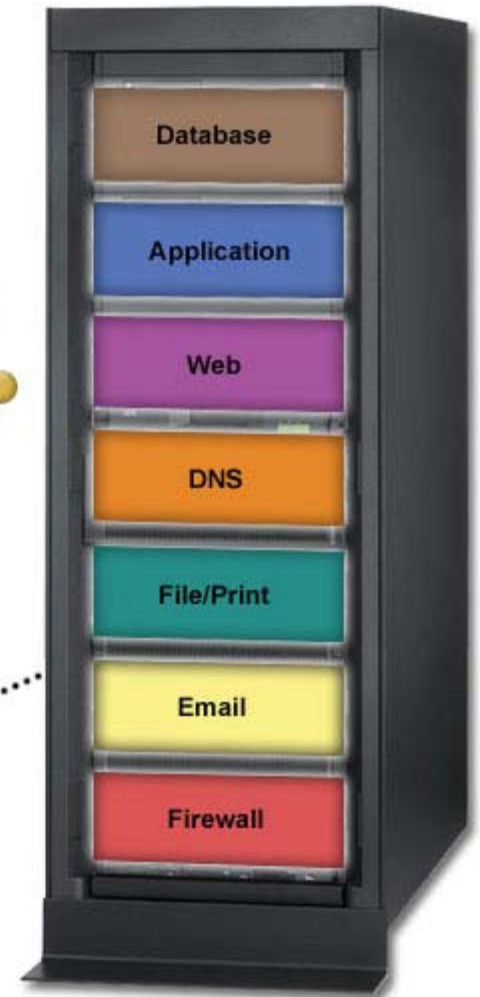 Database
Application
Web
DNS
File/Print
Email
Firewall